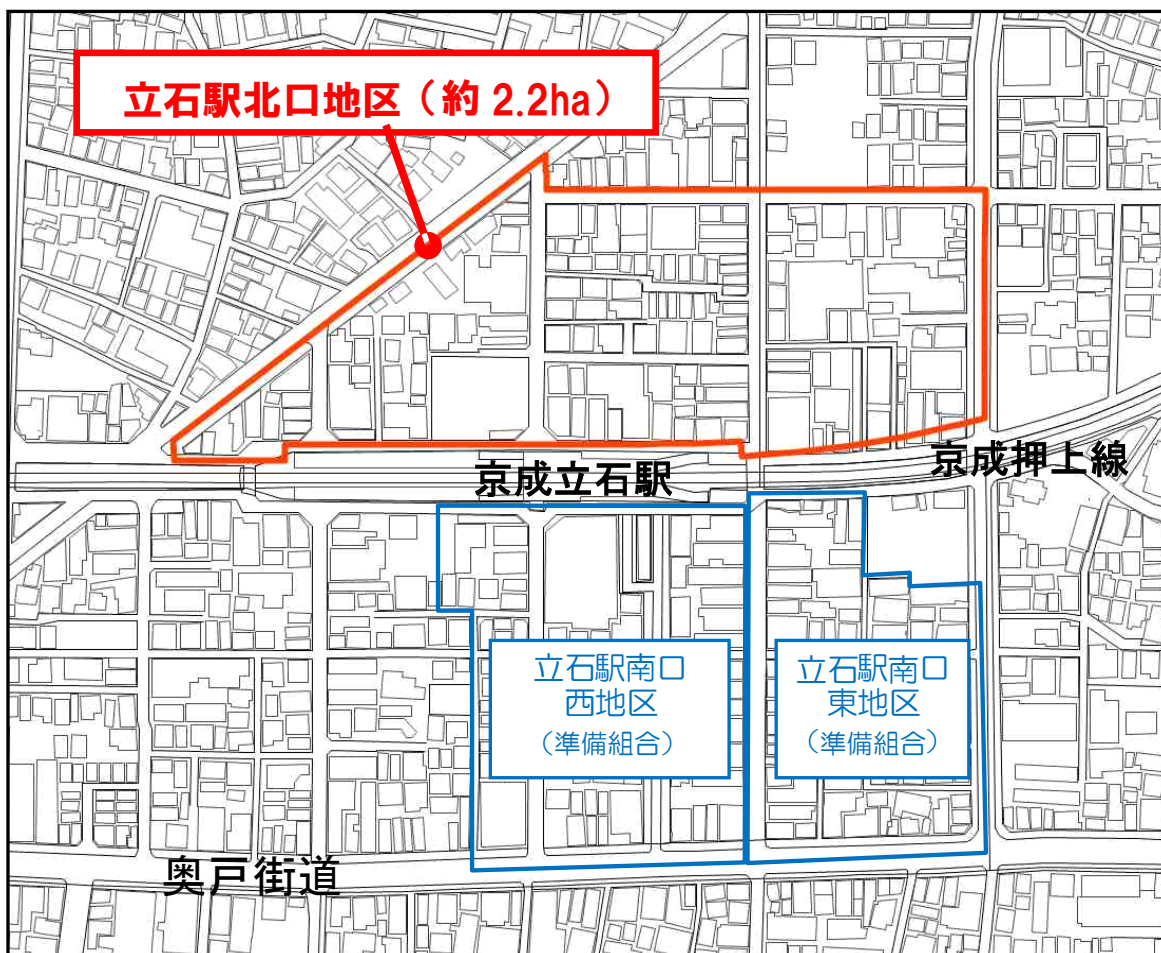 立石駅北口地区（約 2.2ha）
京成押上線
京成立石駅
立石駅南口
西地区
（準備組合）
立石駅南口
東地区
（準備組合）
奥戸街道